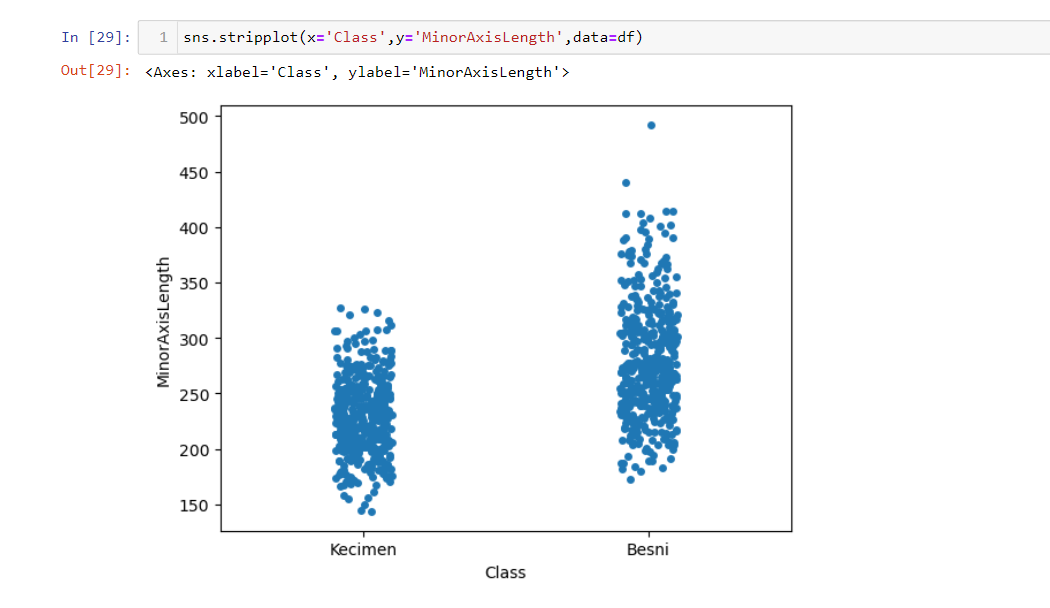 In [29]: 1 sns.stripplot(x='Class',y='MinorAxisLength',data=df)
Out[29]: <Axes: xlabel='Class', ylabel='MinorAxisLength'>
500
450
400
350
300
250
200
150
MinorAxisLength
Kecimen Besni
Class